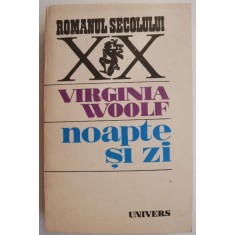 ROMANUL SECOLULUI
XX
VIRGINIA
WOOLF
noapte
și zi
UNIVERS